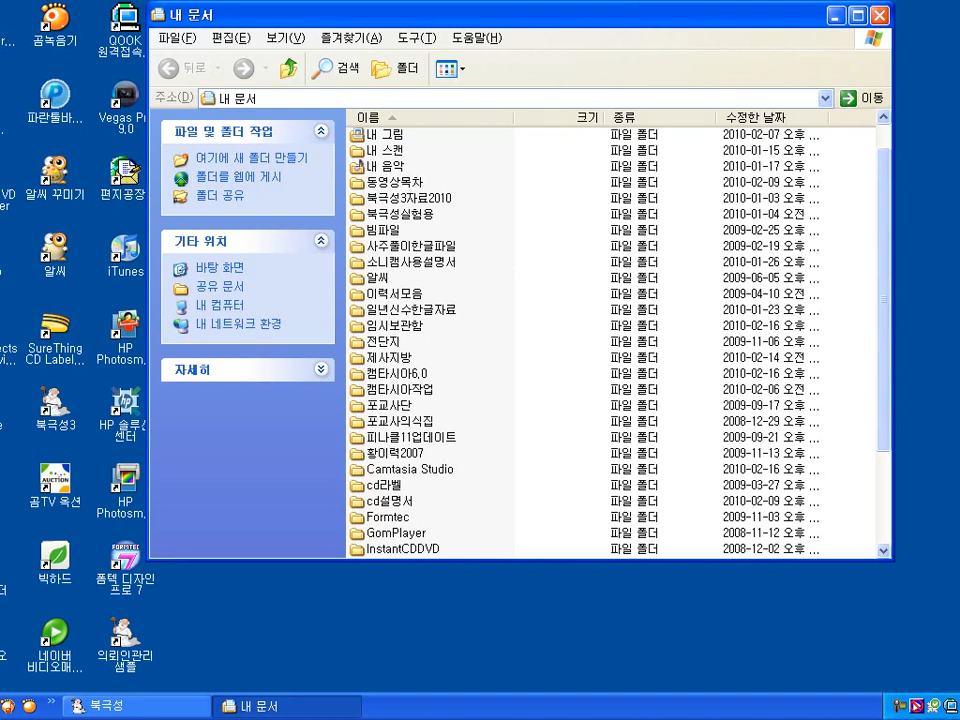 곰녹음기
QOOK
원격접속.
파란툴바...
Vegas Pr
9.0
알씨 꾸미기
편지공장
알씨
iTunes
SureThing
CD Label...
HP
Photosm.
북극성3
HP 솔루션
센터
곰TV 옥션
HP
Photosm.
빅하드
폼텍 디자인
프로 7
네이버
비디오매...
의뢰인관리
샘플
내 문서
파일(F) 편집(E) 보기(V) 즐겨찾기(A) 도구(T) 도움말(H)
뒤로 검색 폴더
주소(D) 내 문서 이동
파일 및 폴더 작업
여기에 새 폴더 만들기
폴더를 웹에 게시
폴더 공유
기타 위치
바탕 화면
공유 문서
내 컴퓨터
내 네트워크 환경
자세히
이름 크기 종류 수정한 날짜
내 그림 파일 폴더 2010-02-07 오후 ...
내 스캔 파일 폴더 2010-01-15 오후 ...
내 음악 파일 폴더 2010-01-17 오후 ...
동영상목차 파일 폴더 2010-02-09 오후 ...
북극성3자료2010 파일 폴더 2010-01-03 오후 ...
북극성실험용 파일 폴더 2010-01-04 오전 ...
빔파일 파일 폴더 2009-02-25 오후 ...
사주풀이한글파일 파일 폴더 2009-02-19 오후 ...
소니캠사용설명서 파일 폴더 2010-01-26 오후 ...
알씨 파일 폴더 2009-06-05 오후 ...
이력서모음 파일 폴더 2009-04-10 오전 ...
일년신수한글자료 파일 폴더 2010-01-23 오후 ...
임시보관함 파일 폴더 2010-02-16 오후 ...
전단지 파일 폴더 2009-11-06 오후 ...
제사지방 파일 폴더 2010-02-14 오전 ...
캠타시아6,0 파일 폴더 2010-02-16 오후 ...
캠타시아작업 파일 폴더 2010-02-06 오전 ...
포교사단 파일 폴더 2009-09-17 오후 ...
포교사의식집 파일 폴더 2008-12-29 오후 ...
피나클11업데이트 파일 폴더 2009-09-21 오후 ...
황이력2007 파일 폴더 2009-11-13 오후 ...
Camtasia Studio 파일 폴더 2010-02-16 오후 ...
cd라벨 파일 폴더 2009-03-27 오후 ...
cd설명서 파일 폴더 2010-02-09 오후 ...
Formtec 파일 폴더 2009-11-03 오후 ...
GomPlayer 파일 폴더 2008-11-12 오후 ...
InstantCDDVD 파일 폴더 2008-12-02 오후 ...
북극성 내 문서